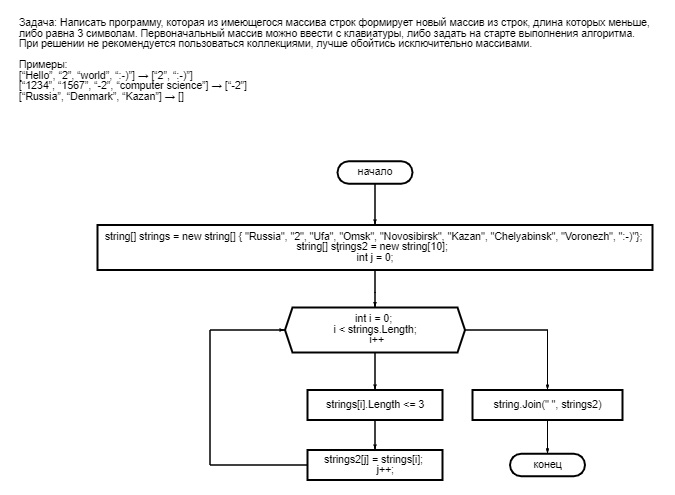 Задача: Написать программу, которая из имеющегося массива строк формирует новый массив из строк, длина которых меньше,
либо равна 3 символам. Первоначальный массив можно ввести с клавиатуры, либо задать на старте выполнения алгоритма.
При решении не рекомендуется пользоваться коллекциями, лучше обойтись исключительно массивами.
Примеры:
[“Hello”, “2”, “world”, “:-)”] → [“2”, “:-)”]
[“1234”, “1567”, “-2”, “computer science”] → [“-2”]
[“Russia”, “Denmark”, “Kazan”] → []
начало
string[] strings = new string[] { "Russia", "2", "Ufa", "Omsk", "Novosibirsk", "Kazan", "Chelyabinsk", "Voronezh", ":-)"};
string[] strings2 = new string[10];
int j = 0;
int i = 0;
i < strings.Length;
i++
strings[i].Length <= 3
string.Join(" ", strings2)
strings2[j] = strings[i];
j++;
конец